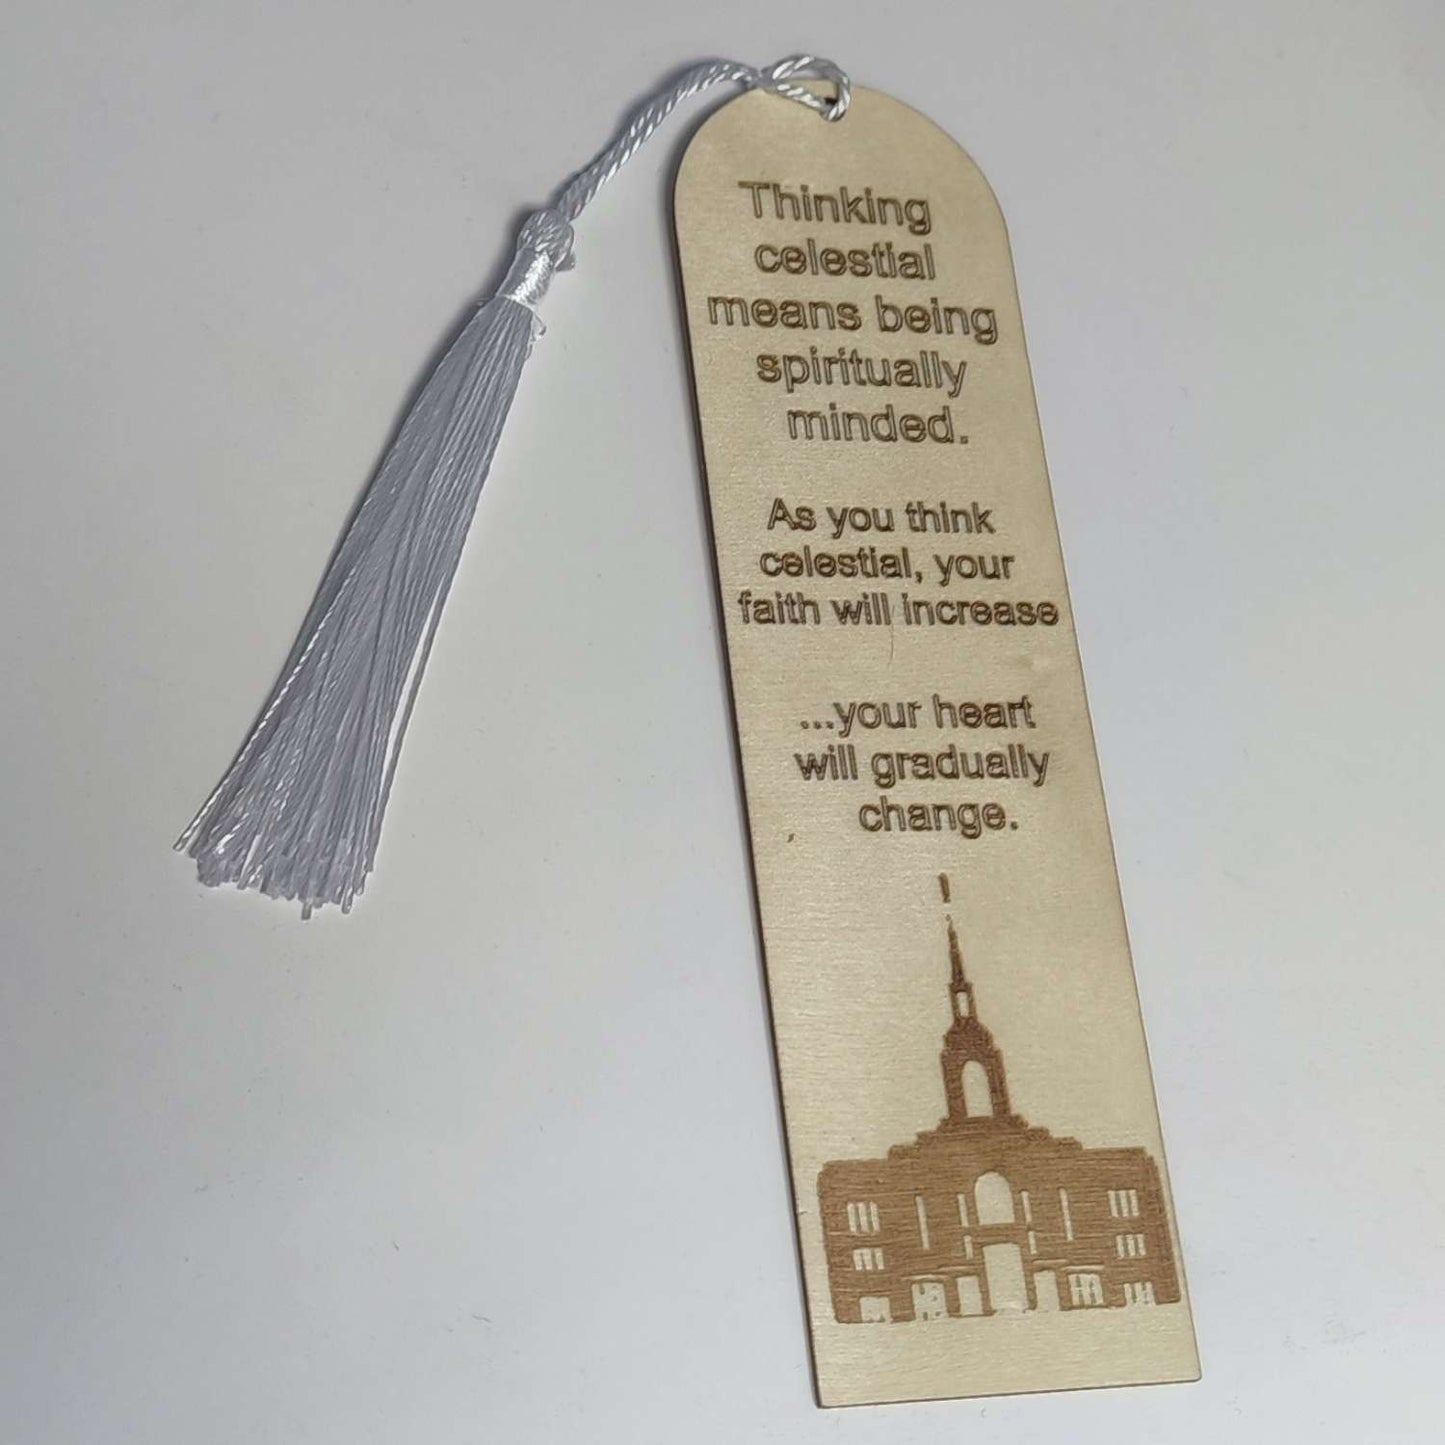 Thinking
celestial
means being
spiritually
minded.
As you think
celestial, your
faith will increase
...your heart
will gradually
change.